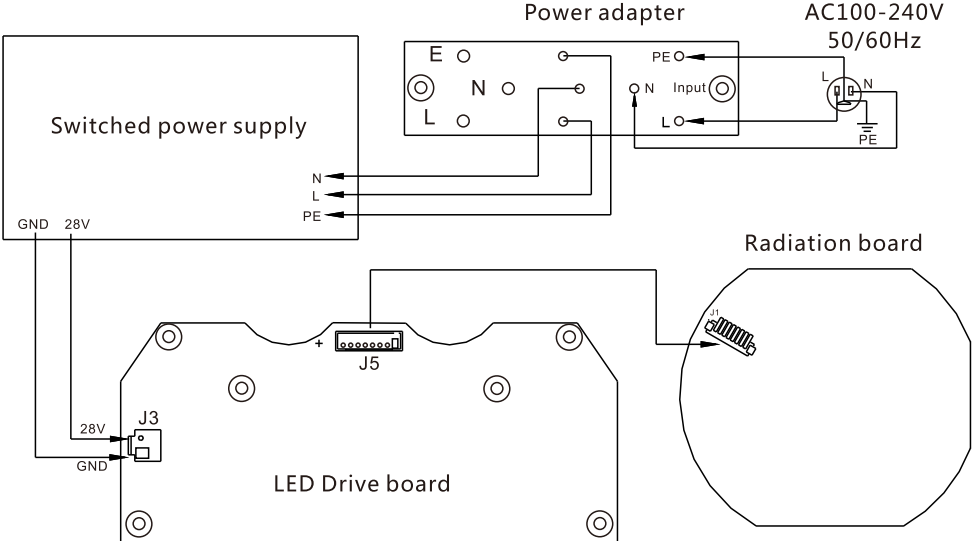 Power adapter
AC100-240V
50/60Hz
E
PE
L
N
N
N
Input
Switched power supply
L
L
PE
N
L
PE
GND
28V
Radiation board
J1
+
J5
J3
28V
GND
LED Drive board